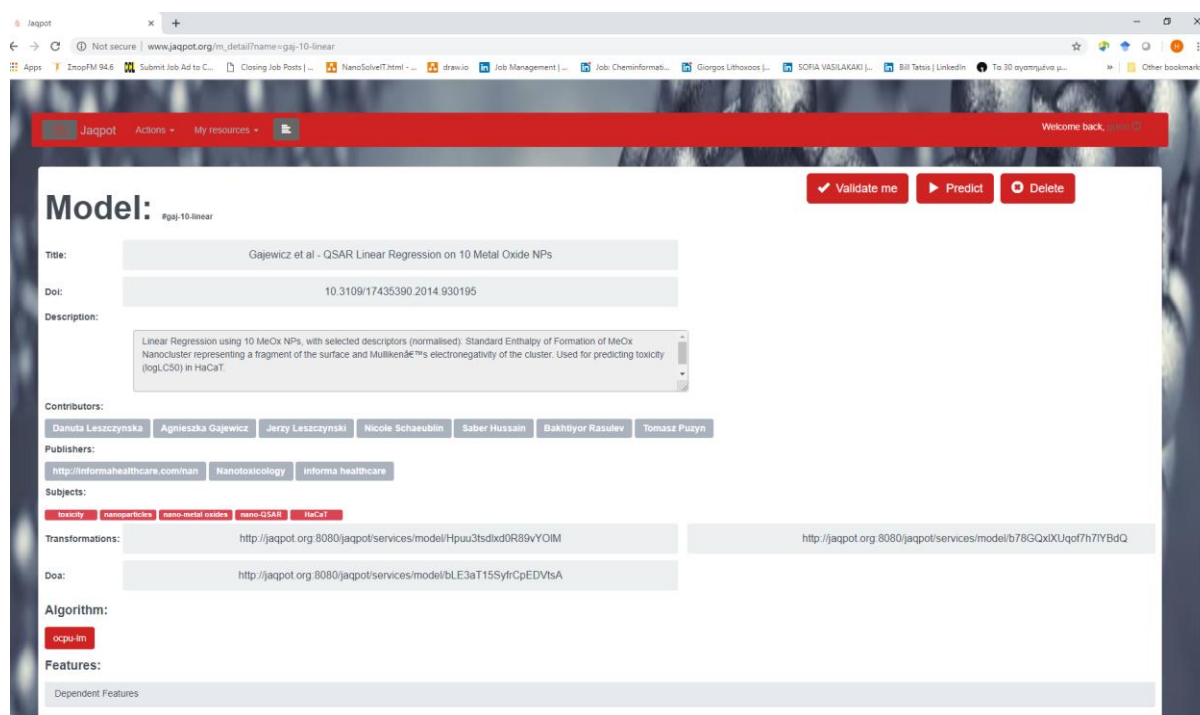 Jaqpot
Not secure | www.jaqpot.org/m_detail?name=gaj-10-linear
Apps ΣπορFM 94.6 Submit Job Ad to C... Closing Job Posts | ... NanoSolveIT.html - ... draw.io Job Management | ... Job: Cheminformati... Giorgos Lithoxoos |... SOFIA VASILAKAKI |... Bill Tatsis | LinkedIn Τα 30 αγαπημένα μ... » Other bookmarks
Jaqpot Actions My resources Welcome back,
Validate me Predict Delete
Model: #gaj-10-linear
Title: Gajewicz et al - QSAR Linear Regression on 10 Metal Oxide NPs
Doi: 10.3109/17435390.2014.930195
Description:
Linear Regression using 10 MeOx NPs, with selected descriptors (normalised): Standard Enthalpy of Formation of MeOx
Nanocluster representing a fragment of the surface and Mullikenâ€™s electronegativity of the cluster. Used for predicting toxicity
(logLC50) in HaCaT.
Contributors:
Danuta Leszczynska Agnieszka Gajewicz Jerzy Leszczynski Nicole Schaeublin Saber Hussain Bakhtiyor Rasulev Tomasz Puzyn
Publishers:
http://informahealthcare.com/nan Nanotoxicology informa healthcare
Subjects:
toxicity nanoparticles nano-metal oxides nano-QSAR HaCaT
Transformations: http://jaqpot.org:8080/jaqpot/services/model/Hpuu3tsdlxd0R89vYOIM http://jaqpot.org:8080/jaqpot/services/model/b78GQxlXUqof7h7lYBdQ
Doa: http://jaqpot.org:8080/jaqpot/services/model/bLE3aT15SyfrCpEDVtsA
Algorithm:
ocpu-lm
Features:
Dependent Features